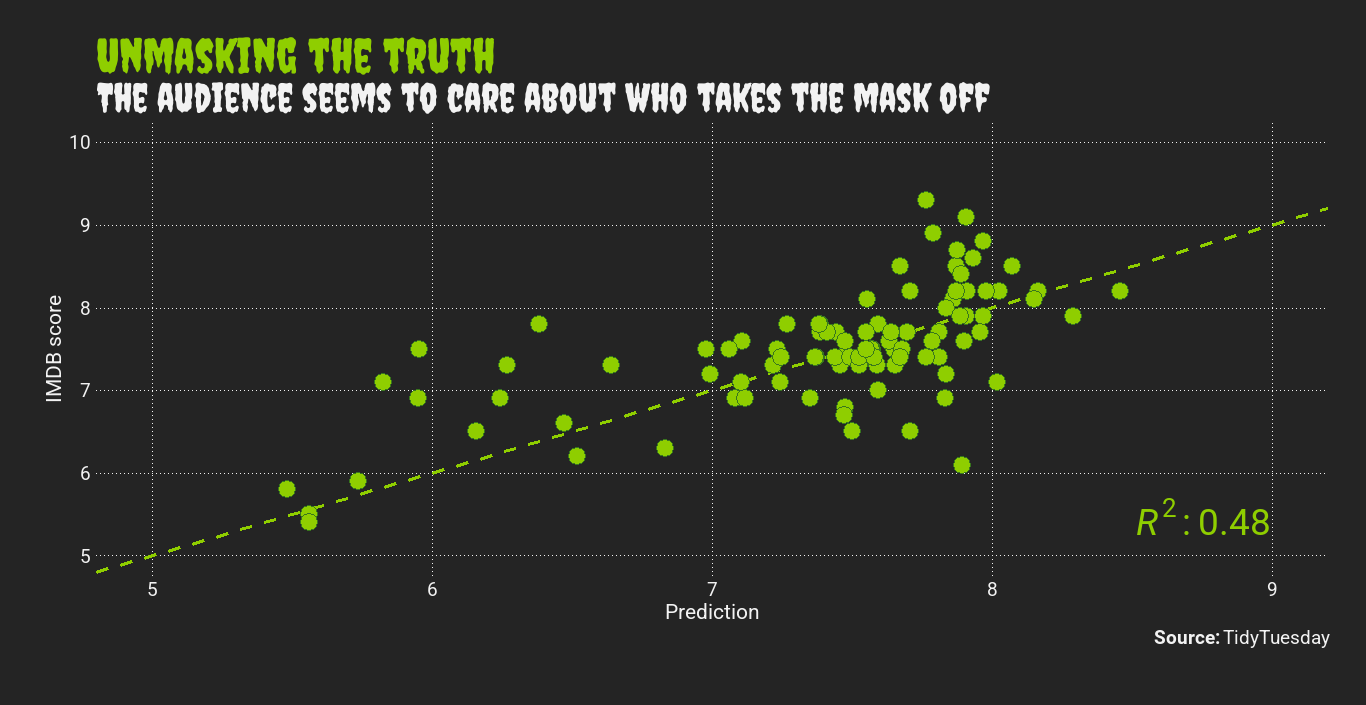 UNMASKING THE TRUTH
THE AUDIENCE SEEMS TO CARE ABOUT WHO TAKES THE MASK OFF
10
9
8
7
6
5
IMDB score
R²: 0.48
5 6 7 8 9
Prediction
Source: TidyTuesday